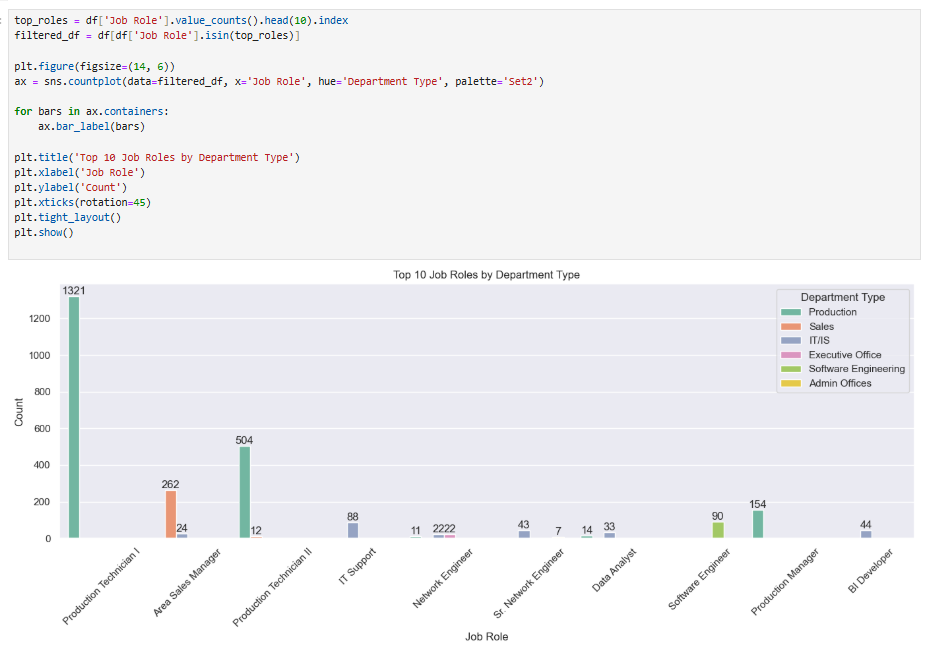 top_roles = df['Job Role'].value_counts().head(10).index
filtered_df = df[df['Job Role'].isin(top_roles)]
plt.figure(figsize=(14, 6))
ax = sns.countplot(data=filtered_df, x='Job Role', hue='Department Type', palette='Set2')
for bars in ax.containers:
    ax.bar_label(bars)
plt.title('Top 10 Job Roles by Department Type')
plt.xlabel('Job Role')
plt.ylabel('Count')
plt.xticks(rotation=45)
plt.tight_layout()
plt.show()
Top 10 Job Roles by Department Type
Department Type
Production
Sales
IT/IS
Executive Office
Software Engineering
Admin Offices
Count
1200
1000
800
600
400
200
0
1321
262
24
504
12
88
11
2222
43
7
14
33
90
154
44
Production Technician I
Area Sales Manager
Production Technician II
IT Support
Network Engineer
Sr. Network Engineer
Data Analyst
Software Engineer
Production Manager
BI Developer
Job Role